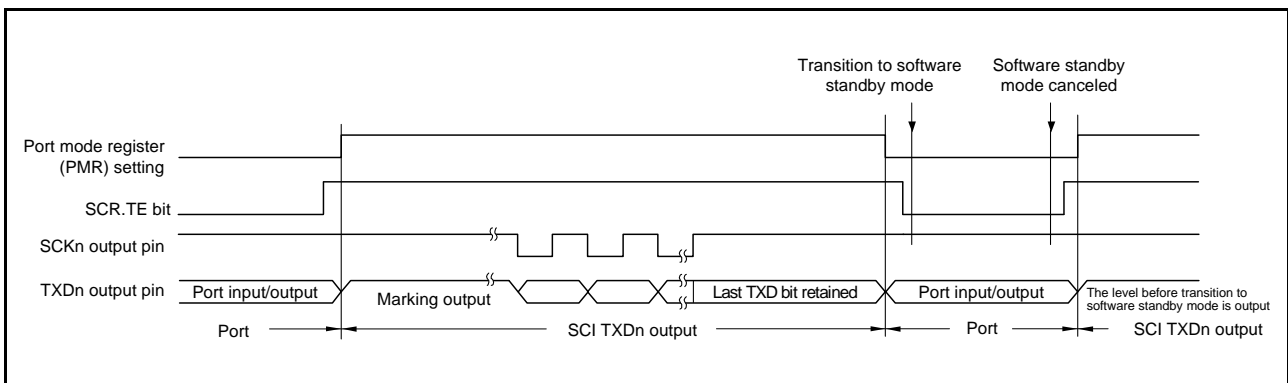 Transition to software
standby mode
Software standby
mode canceled
Port mode register
(PMR) setting
SCR.TE bit
SCKn output pin
TXDn output pin
Port input/output
Marking output
Last TXD bit retained
Port input/output
The level before transition to
software standby mode is output
Port
SCI TXDn output
Port
SCI TXDn output